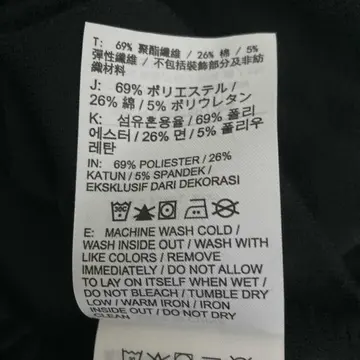 T: 69% 聚酯纖維 / 26% 棉 / 5%
彈性纖維 / 不包括裝飾部分及非紡
織材料
J: 69% ポリエステル /
26% 綿 / 5% ポリウレタン
K: 섬유혼용율 / 69% 폴리
에스터 / 26% 면 / 5% 폴리우
레탄
IN: 69% POLIESTER / 26%
KATUN / 5% SPANDEK /
EKSKLUSIF DARI DEKORASI
E: MACHINE WASH COLD /
WASH INSIDE OUT / WASH WITH
LIKE COLORS / REMOVE
IMMEDIATELY / DO NOT ALLOW
TO LAY ON ITSELF WHEN WET /
DO NOT BLEACH / TUMBLE DRY
LOW / WARM IRON / IRON
INSIDE OUT / DO NOT DRY
CLEAN